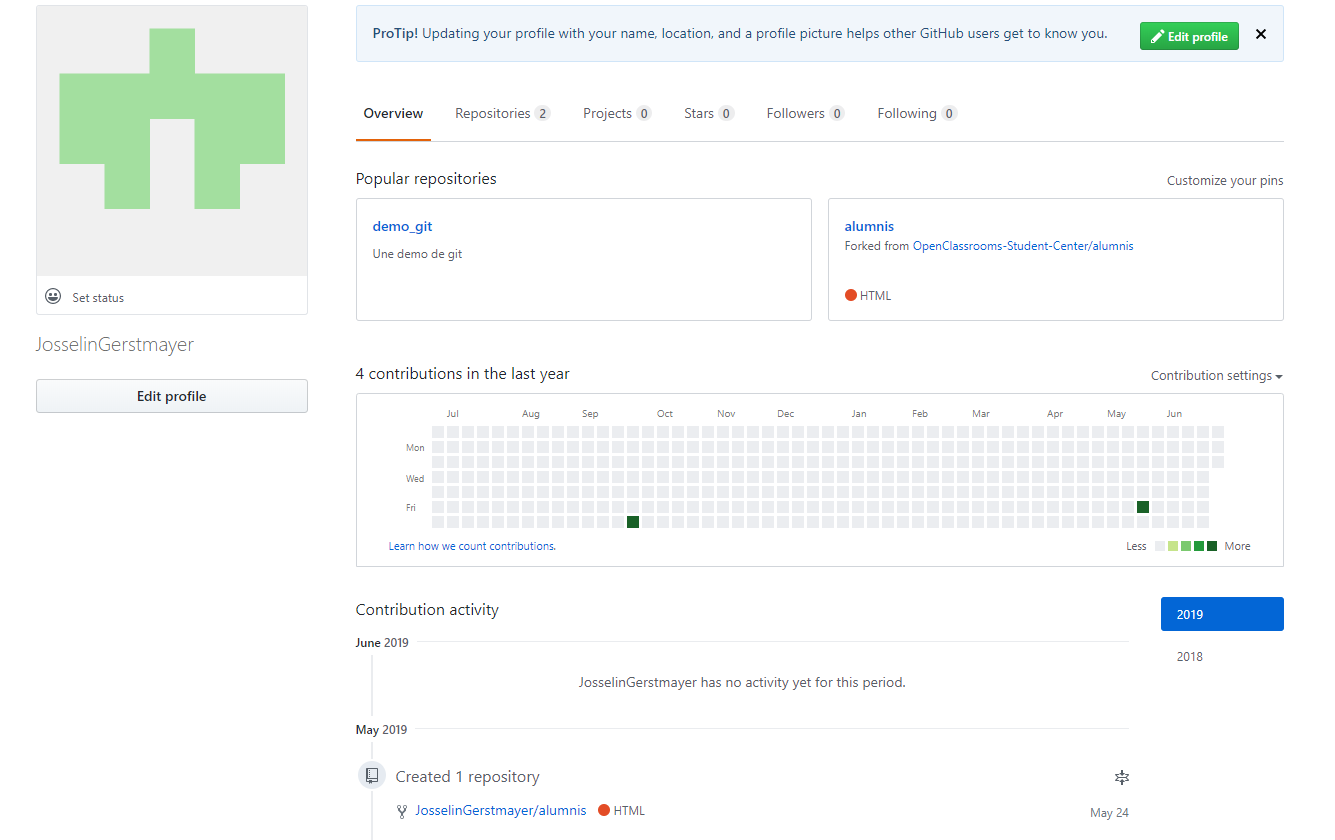 ProTip! Updating your profile with your name, location, and a profile picture helps other GitHub users get to know you.
Edit profile
Overview
Repositories 2
Projects 0
Stars 0
Followers 0
Following 0
Set status
JosselinGerstmayer
Edit profile
Popular repositories
Customize your pins
demo_git
Une demo de git
alumnis
Forked from OpenClassrooms-Student-Center/alumnis
HTML
4 contributions in the last year
Contribution settings
Jul Aug Sep Oct Nov Dec Jan Feb Mar Apr May Jun
Mon
Wed
Fri
Learn how we count contributions.
Less
More
Contribution activity
2019
2018
June 2019
JosselinGerstmayer has no activity yet for this period.
May 2019
Created 1 repository
JosselinGerstmayer/alumnis HTML
May 24